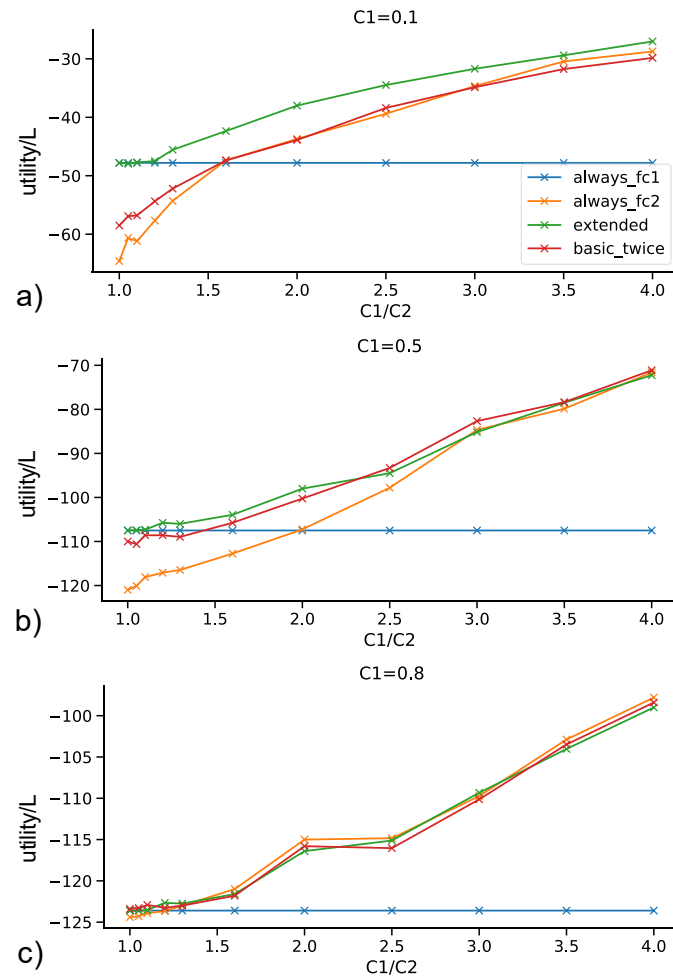 C1=0.1
−30
−40
−50
−60
utility/L
always_fc1
always_fc2
extended
basic_twice
1.0 1.5 2.0 2.5 3.0 3.5 4.0
C1/C2
a)
C1=0.5
−70
−80
−90
−100
−110
−120
utility/L
1.0 1.5 2.0 2.5 3.0 3.5 4.0
C1/C2
b)
C1=0.8
−100
−105
−110
−115
−120
−125
utility/L
1.0 1.5 2.0 2.5 3.0 3.5 4.0
C1/C2
c)